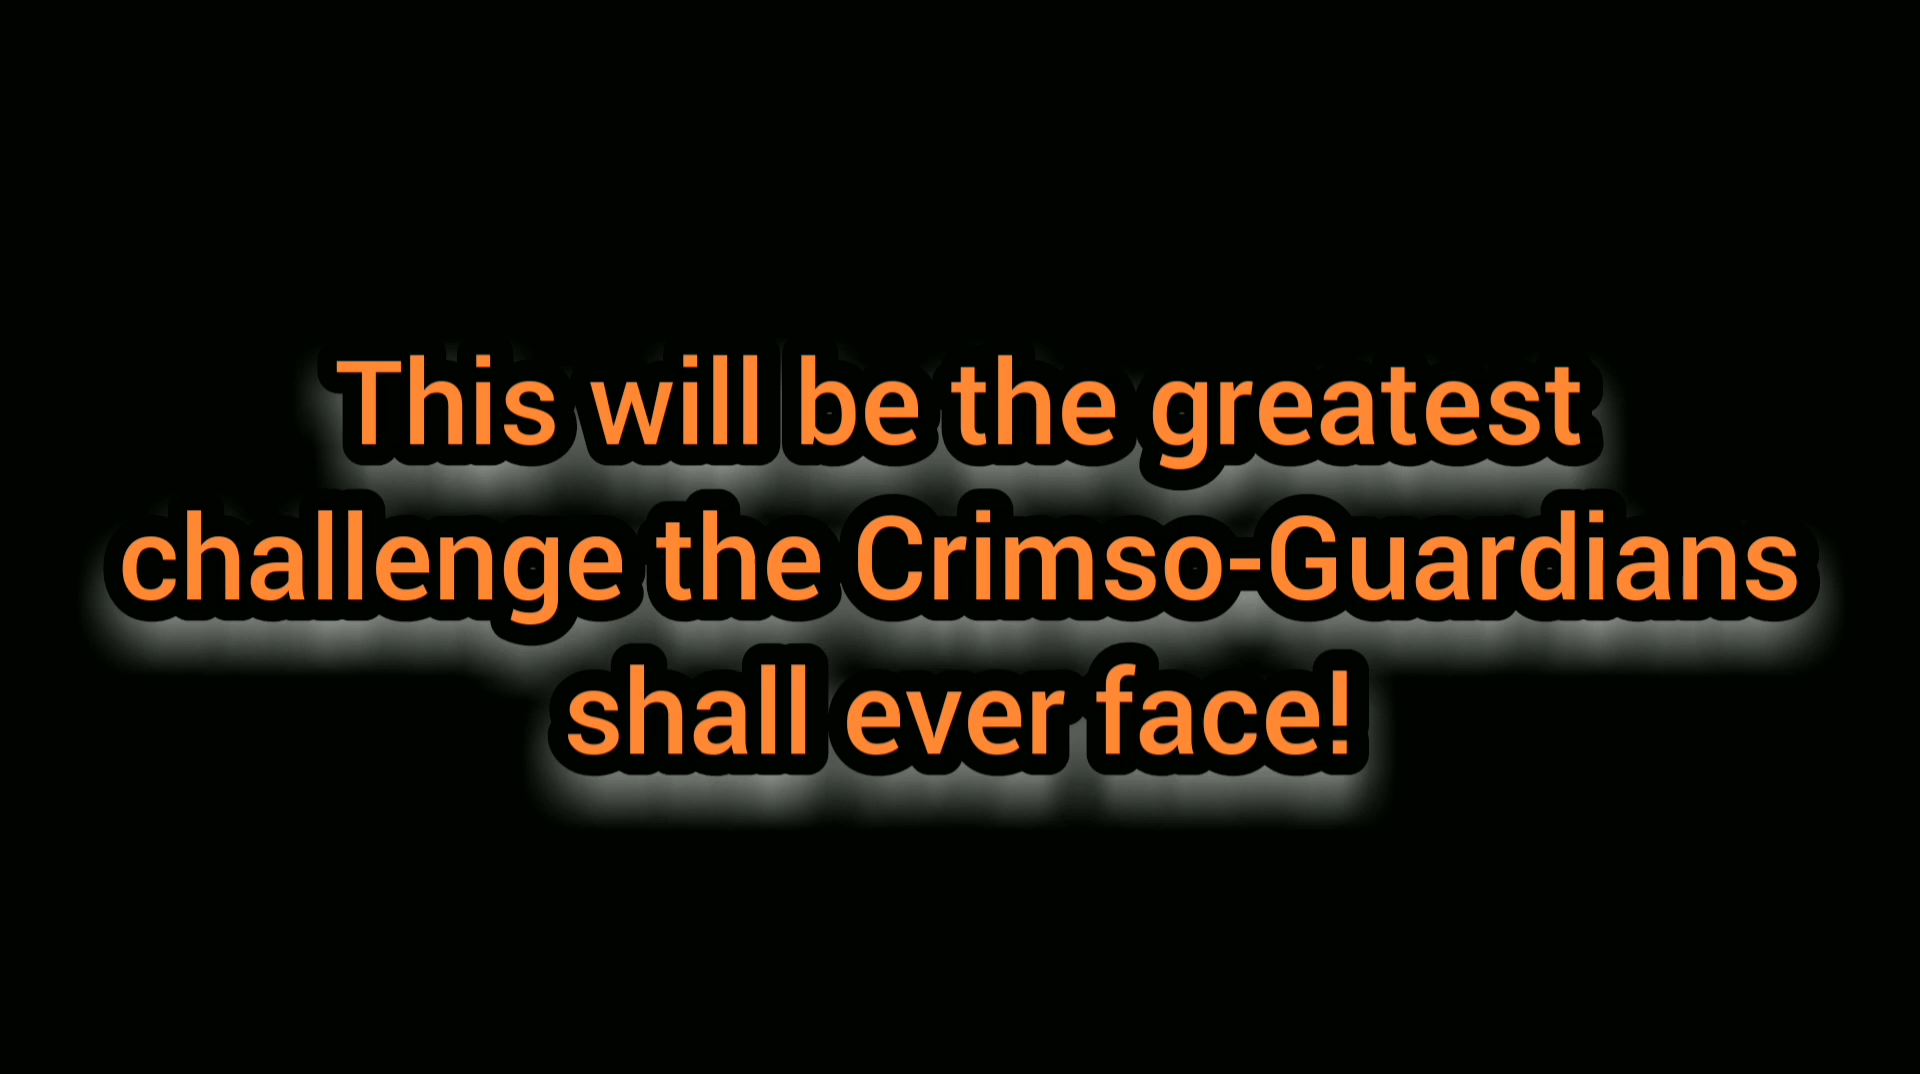 This will be the greatest
challenge the Crimso-Guardians
shall ever face!